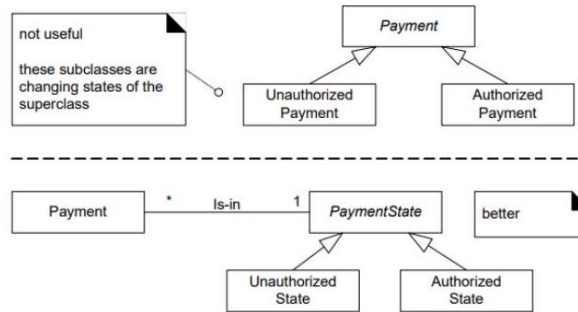 not useful
these subclasses are
changing states of the
superclass
Payment
Unauthorized
Payment
Authorized
Payment
Payment
*
Is-in
1
PaymentState
better
Unauthorized
State
Authorized
State